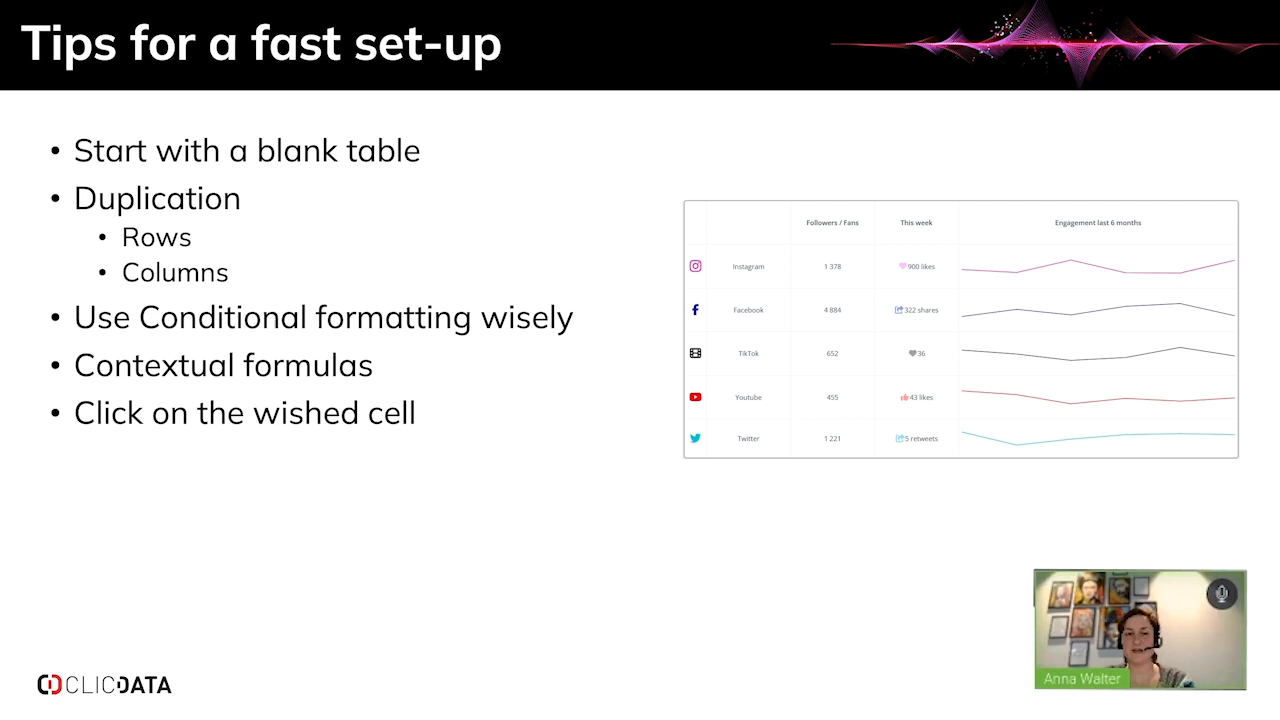 Tips for a fast set-up
• Start with a blank table
• Duplication
• Rows
• Columns
• Use Conditional formatting wisely
• Contextual formulas
• Click on the wished cell
Followers / Fans This week Engagement last 6 months
Instagram 1 378 900 likes
Facebook 4 884 322 shares
TikTok 652 36
Youtube 455 43 likes
Twitter 1 221 5 retweets
Anna Walter
CLICDATA